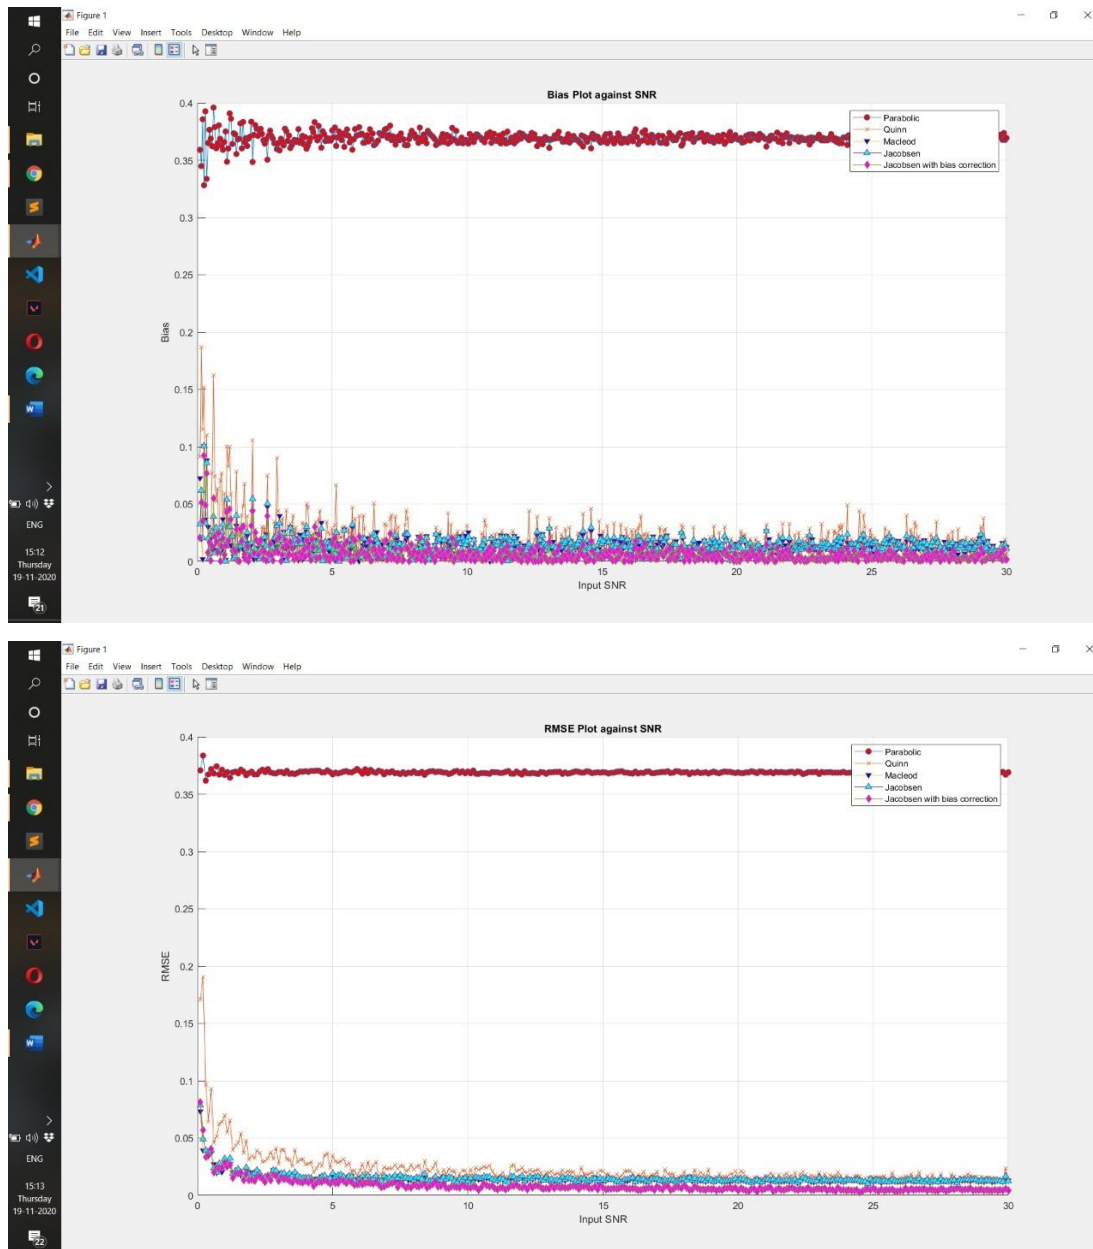 Figure 1
File Edit View Insert Tools Desktop Window Help
Bias Plot against SNR
0.4
0.35
0.3
0.25
0.2
0.15
0.1
0.05
0
Bias
0 5 10 15 20 25 30
Input SNR
Parabolic
Quinn
Macleod
Jacobsen
Jacobsen with bias correction
ENG
15:12
Thursday
19-11-2020
21
Figure 1
File Edit View Insert Tools Desktop Window Help
RMSE Plot against SNR
0.4
0.35
0.3
0.25
0.2
0.15
0.1
0.05
0
RMSE
0 5 10 15 20 25 30
Input SNR
Parabolic
Quinn
Macleod
Jacobsen
Jacobsen with bias correction
ENG
15:13
Thursday
19-11-2020
22